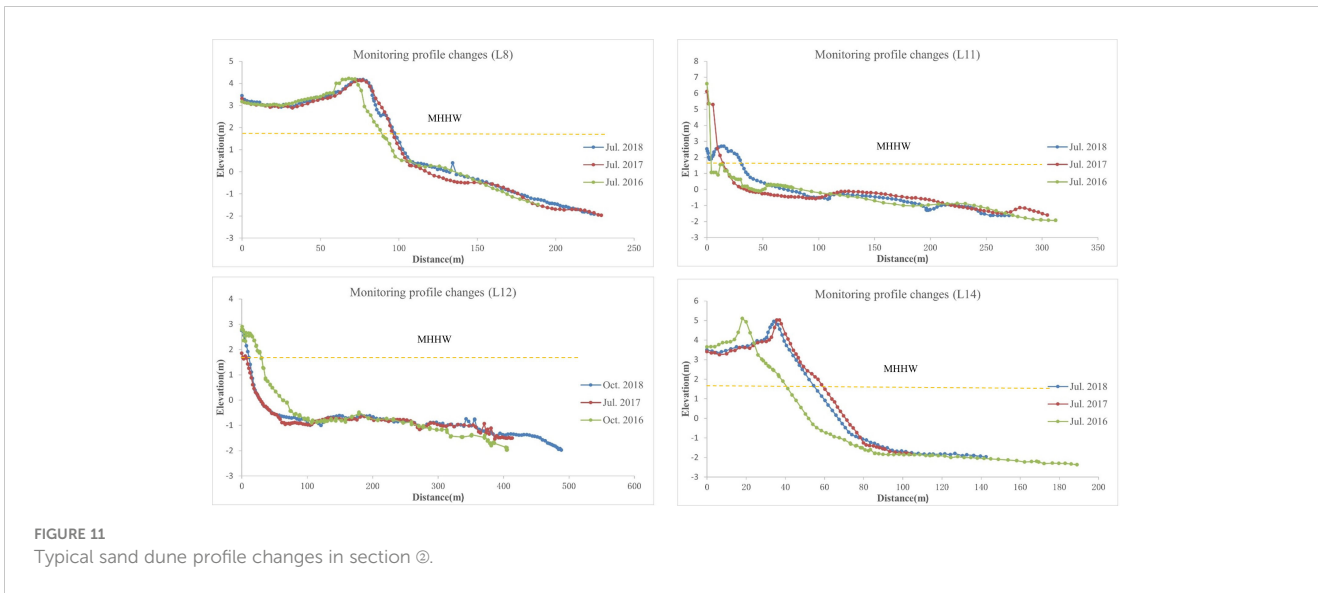 Monitoring profile changes (L8)
5
4
3
2
1
0
-1
-2
-3
Elevation(m)
MHHW
Jul. 2018
Jul. 2017
Jul. 2016
0 50 100 150 200 250
Distance(m)
Monitoring profile changes (L11)
8
7
6
5
4
3
2
1
0
-1
-2
-3
Elevation(m)
MHHW
Jul. 2018
Jul. 2017
Jul. 2016
0 50 100 150 200 250 300 350
Distance(m)
Monitoring profile changes (L12)
4
3
2
1
0
-1
-2
-3
Elevation(m)
MHHW
Oct. 2018
Jul. 2017
Oct. 2016
0 100 200 300 400 500 600
Distance(m)
Monitoring profile changes (L14)
6
5
4
3
2
1
0
-1
-2
-3
Elevation(m)
MHHW
Jul. 2018
Jul. 2017
Jul. 2016
0 20 40 60 80 100 120 140 160 180 200
Distance(m)
FIGURE 11
Typical sand dune profile changes in section ②.